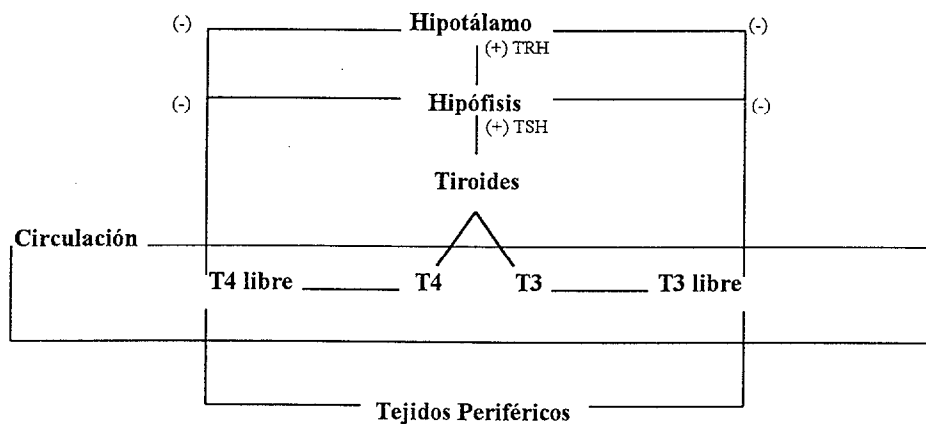 (-) Hipotálamo (-)
(+) TRH
(-) Hipófisis (-)
(+) TSH
Tiroides
Circulación
T4 libre T4 T3 T3 libre
Tejidos Periféricos